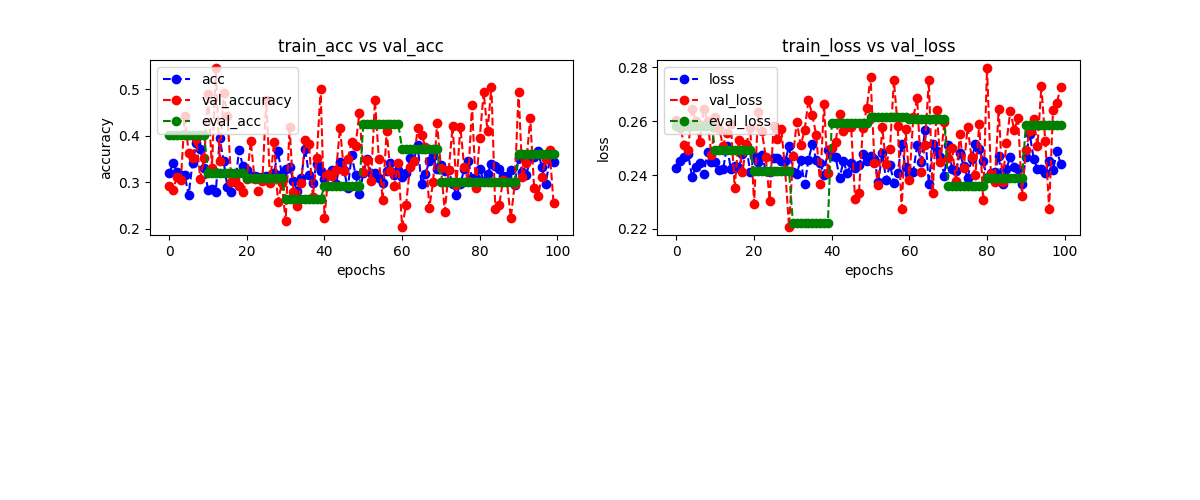 train_acc vs val_acc
acc
val_accuracy
eval_acc
accuracy
0.5
0.4
0.3
0.2
0
20
40
60
80
100
epochs
train_loss vs val_loss
loss
val_loss
eval_loss
loss
0.28
0.26
0.24
0.22
0
20
40
60
80
100
epochs